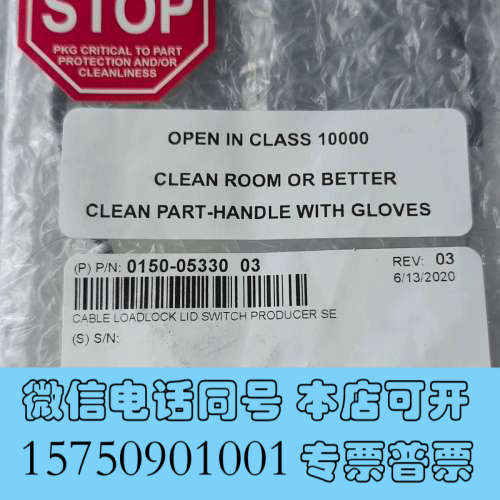 STOP
PKG CRITICAL TO PART
PROTECTION AND/OR
CLEANLINESS
OPEN IN CLASS 10000
CLEAN ROOM OR BETTER
CLEAN PART-HANDLE WITH GLOVES
(P) P/N: 0150-05330 03
REV: 03
6/13/2020
CABLE LOADLOCK LID SWITCH PRODUCER SE
(S) S/N:
微信电话同号 本店可开
15750901001 专票普票